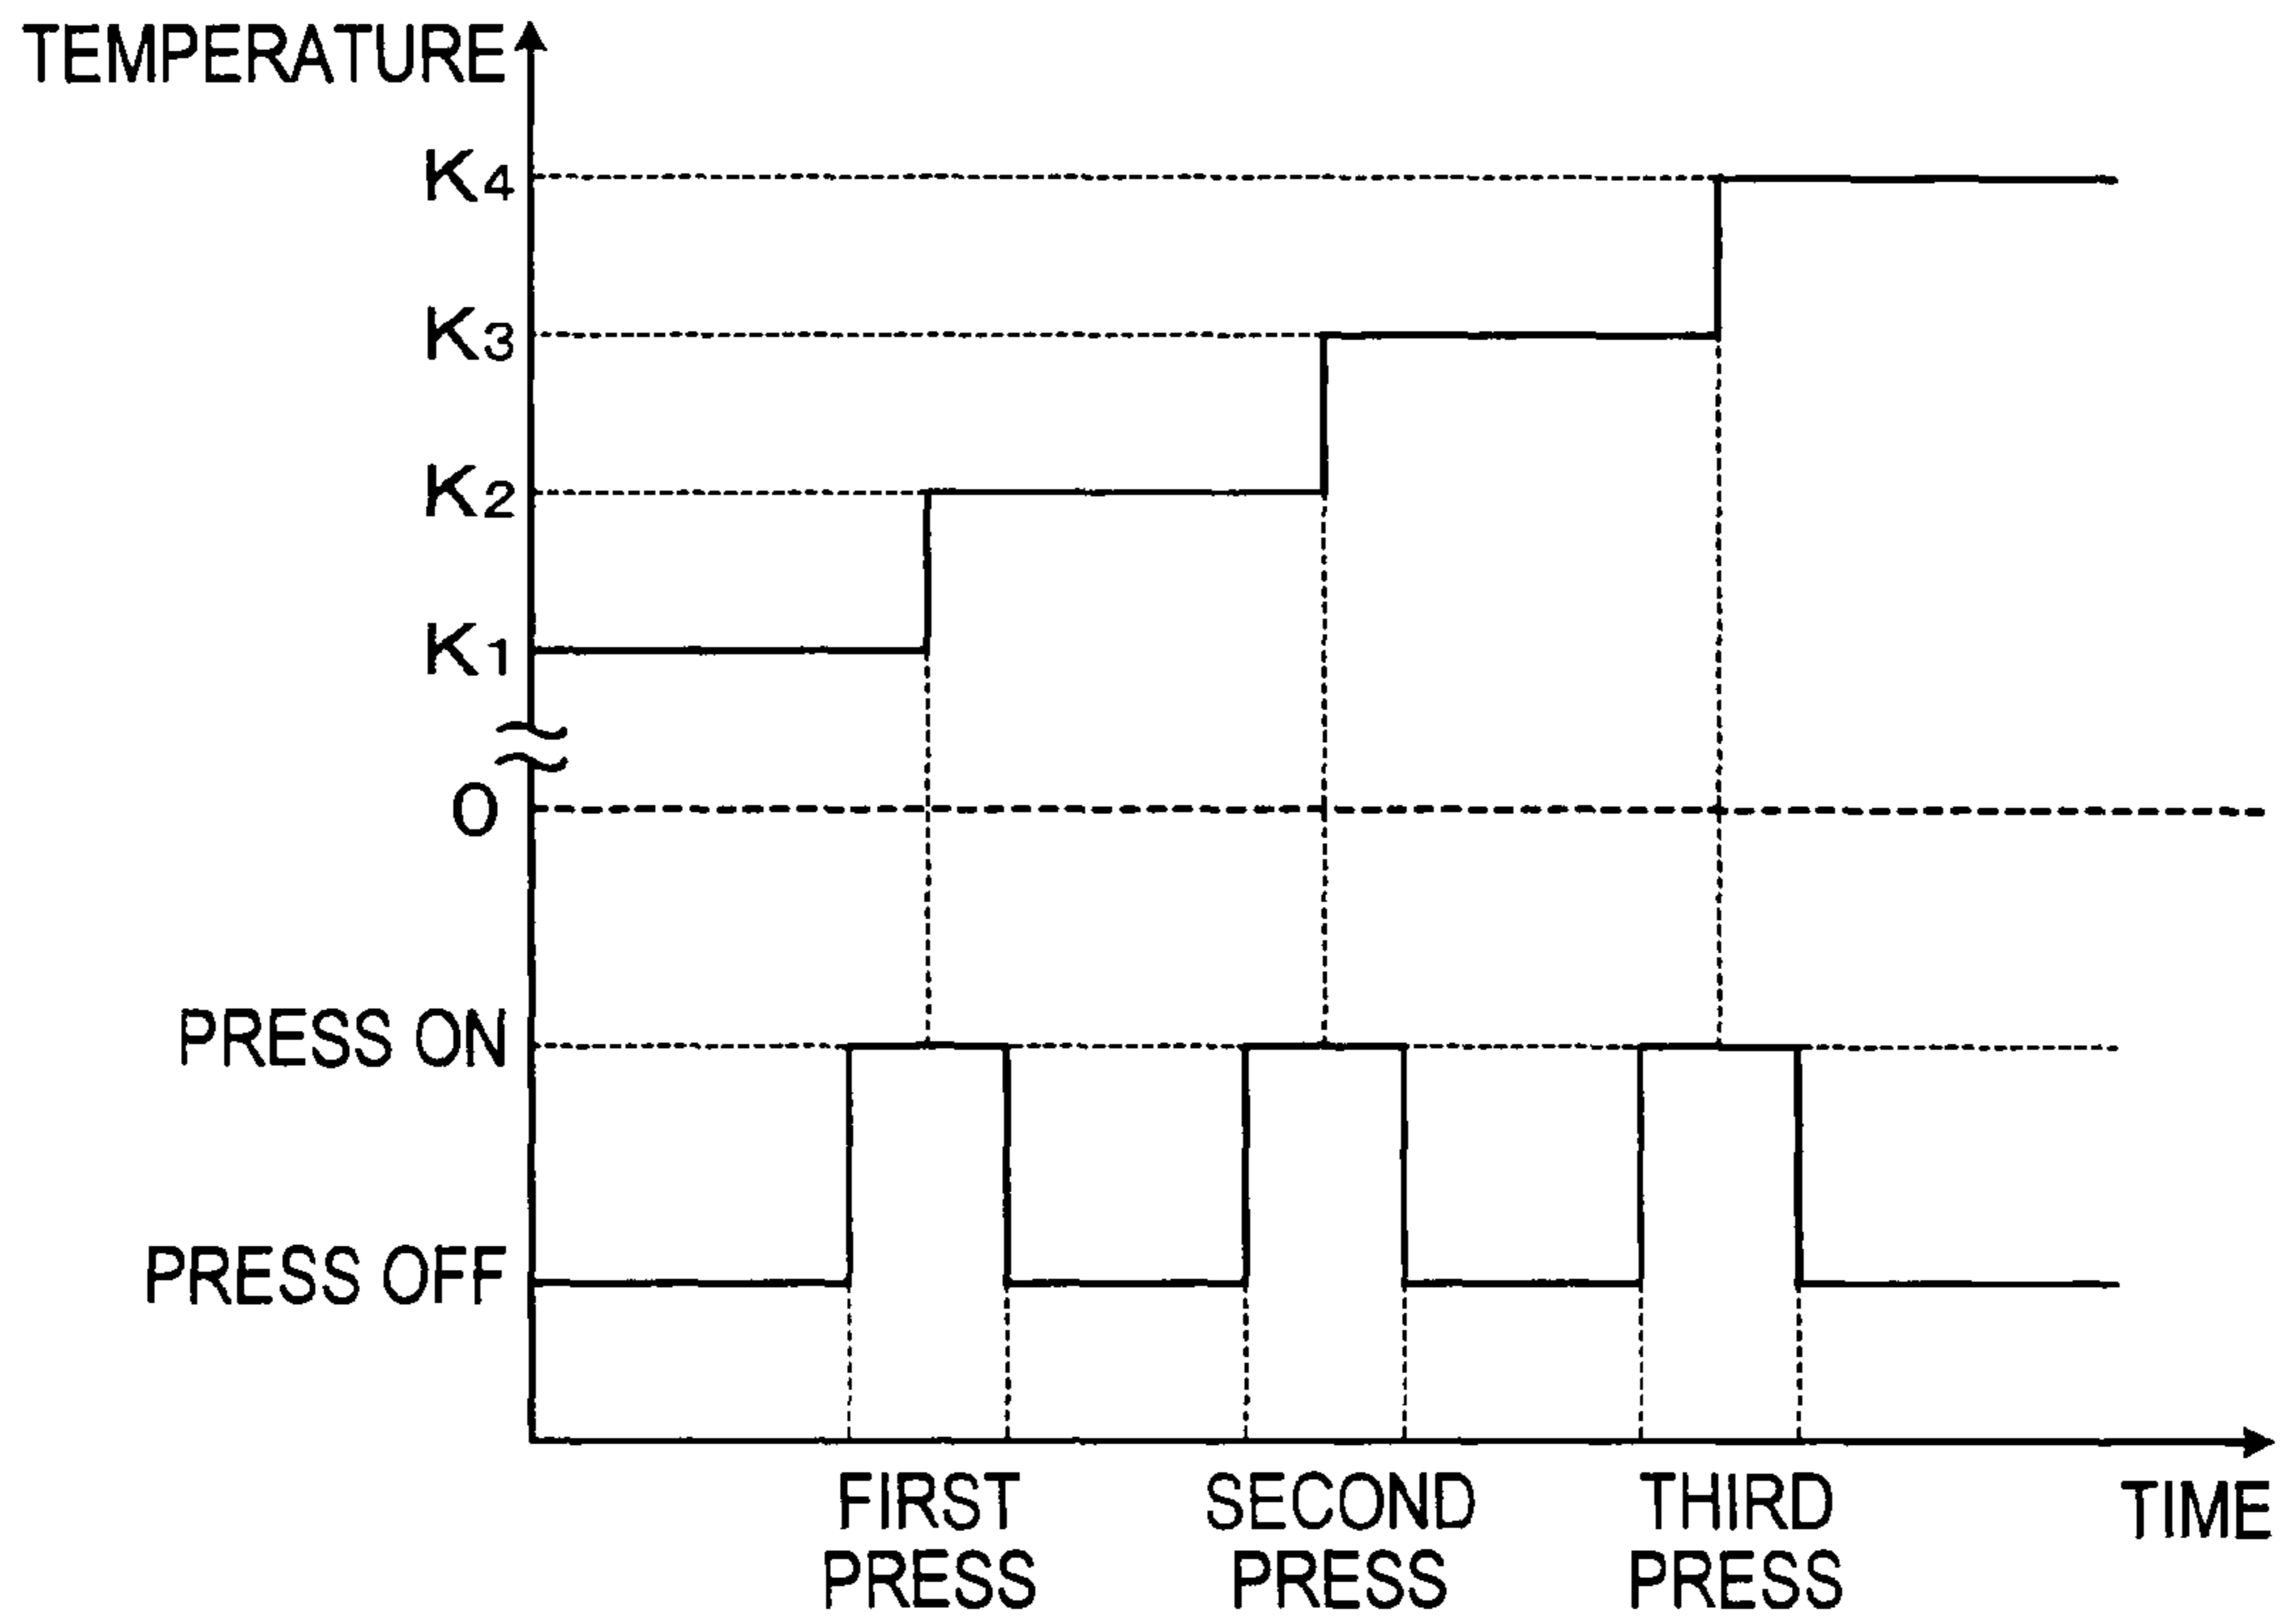 TEMPERATURE
K4
K3
K2
K1
0
PRESS ON
PRESS OFF
FIRST PRESS
SECOND PRESS
THIRD PRESS
TIME